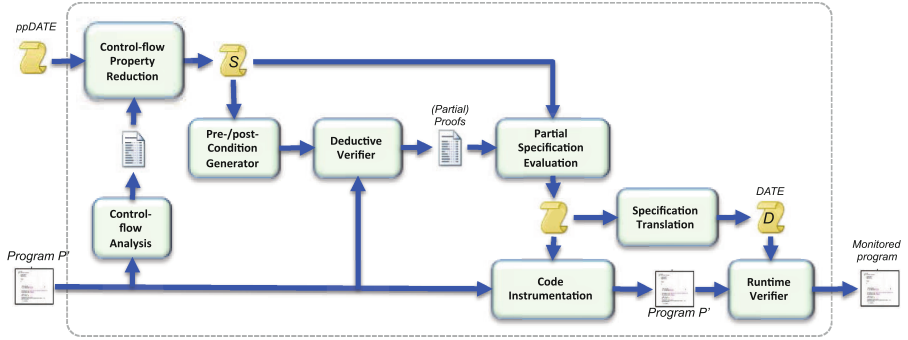 ppDATE
Control-flow
Property
Reduction
S
(Partial)
Proofs
Pre-/post-
Condition
Generator
Deductive
Verifier
Partial
Specification
Evaluation
Control-
flow
Analysis
Specification
Translation
DATE
D
Program P'
Code
Instrumentation
Program P'
Runtime
Verifier
Monitored
program